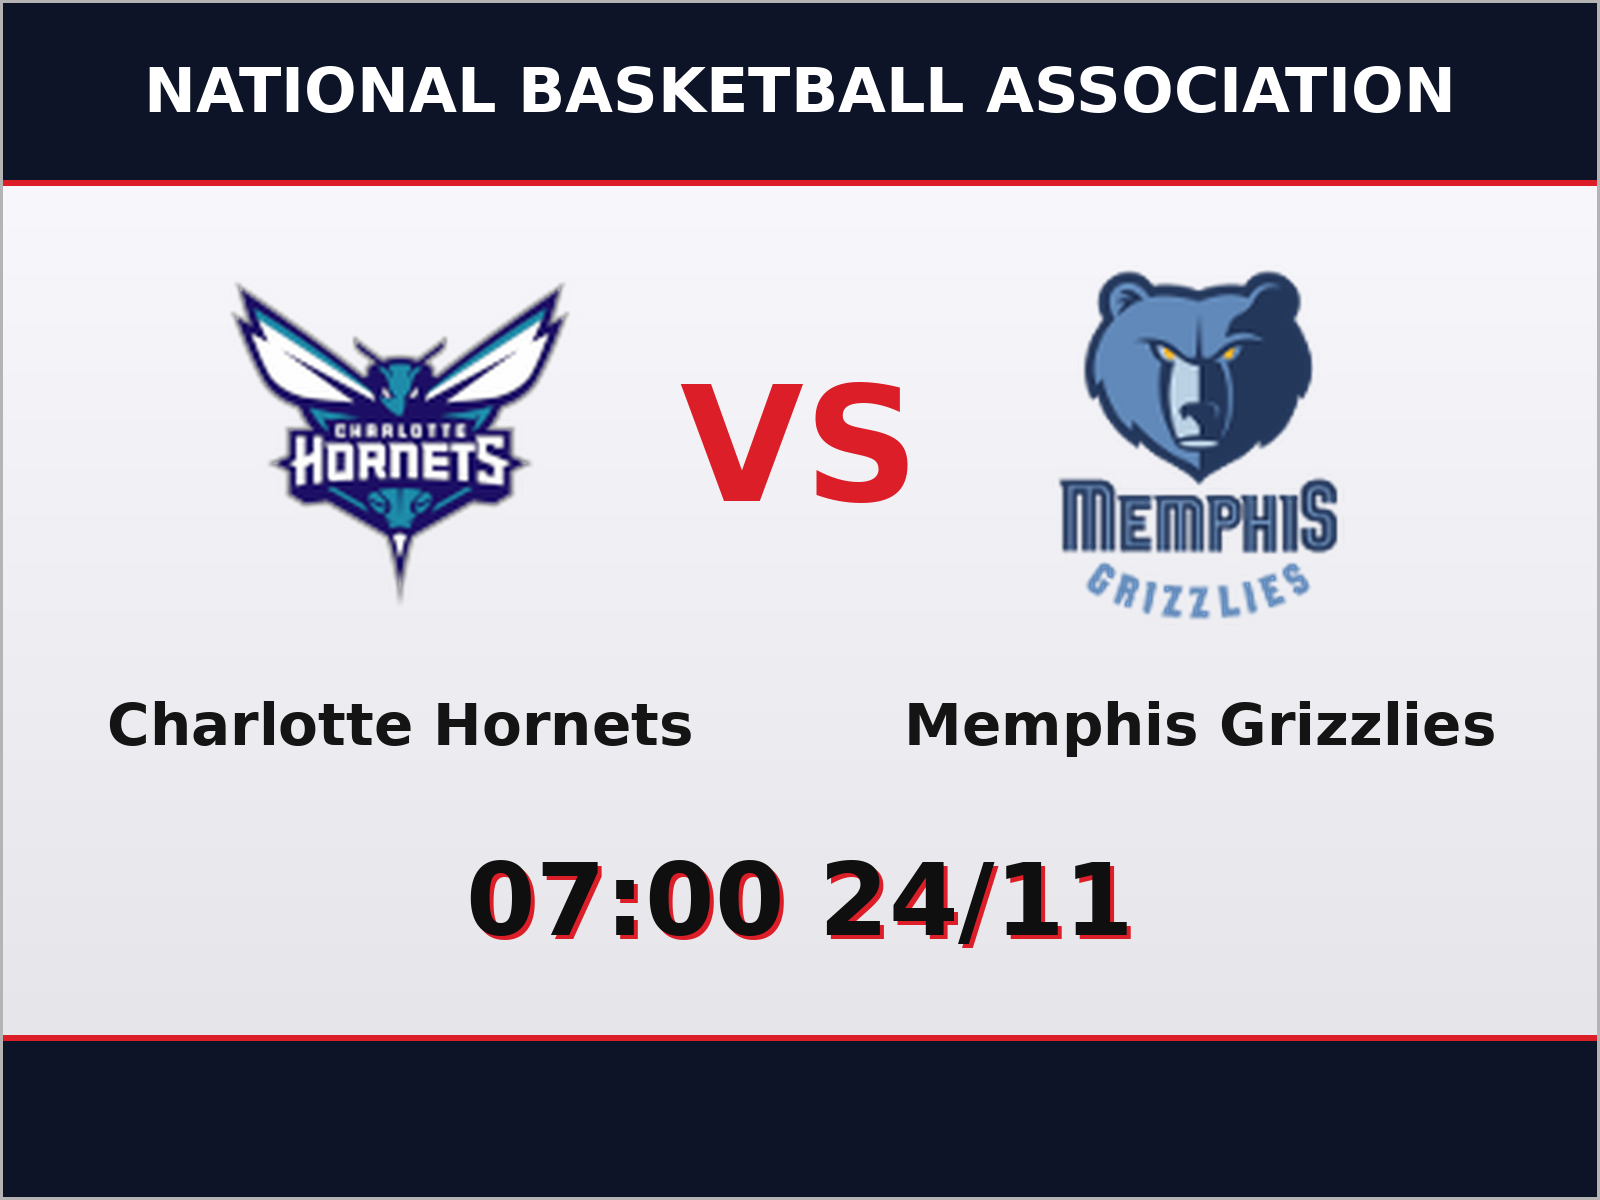 NATIONAL BASKETBALL ASSOCIATION
CHARLOTTE
HORNETS
VS
MEMPHIS
GRIZZLIES
Charlotte Hornets
Memphis Grizzlies
07:00 24/11